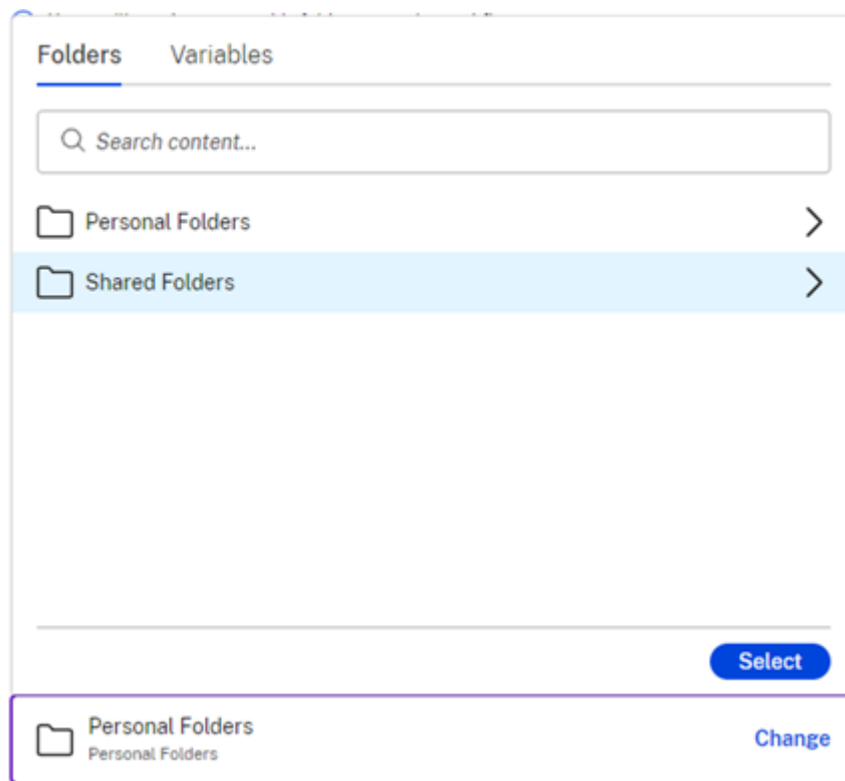 Folders Variables
Search content...
Personal Folders
Shared Folders
Select
Personal Folders
Personal Folders
Change